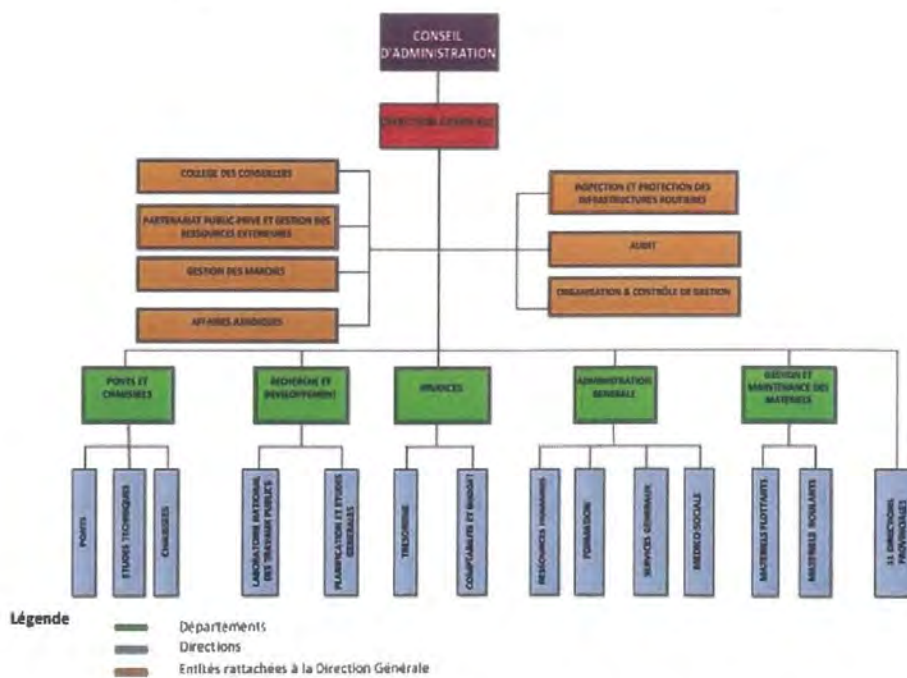 CONSEIL
D'ADMINISTRATION
DIRECTION GENERALE
COLLEGE DES CONSEILLERS
PARTENARIAT PUBLIC-PRIVE ET GESTION DES
RESSOURCES EXTERIEURES
GESTION DES MARCHES
AFFAIRES JURIDIQUES
INSPECTION ET PROTECTION DES
INFRASTRUCTURES ROUTIERES
AUDIT
ORGANISATION & CONTRÔLE DE GESTION
PONTS ET
CHAUSSEES
RECHERCHE ET
DEVELOPPEMENT
FINANCES
ADMINISTRATION
GENERALE
GESTION ET
MAINTENANCE DES
MATERIELS
PONTS
ETUDES TECHNIQUES
CHAUSSEES
LABORATOIRE NATIONAL
DES TRAVAUX PUBLICS
PLANIFICATION ET ETUDES
GENERALES
TRESORERIE
COMPTABILITE ET BUDGET
RESSOURCES HUMAINES
FORMATION
SERVICES GENERAUX
MEDICO-SOCIALE
MATERIELS FLOTTANTS
MATERIELS ROULANTS
11 DIRECTIONS
PROVINCIALES
Légende
Départements
Directions
Entités rattachées à la Direction Générale